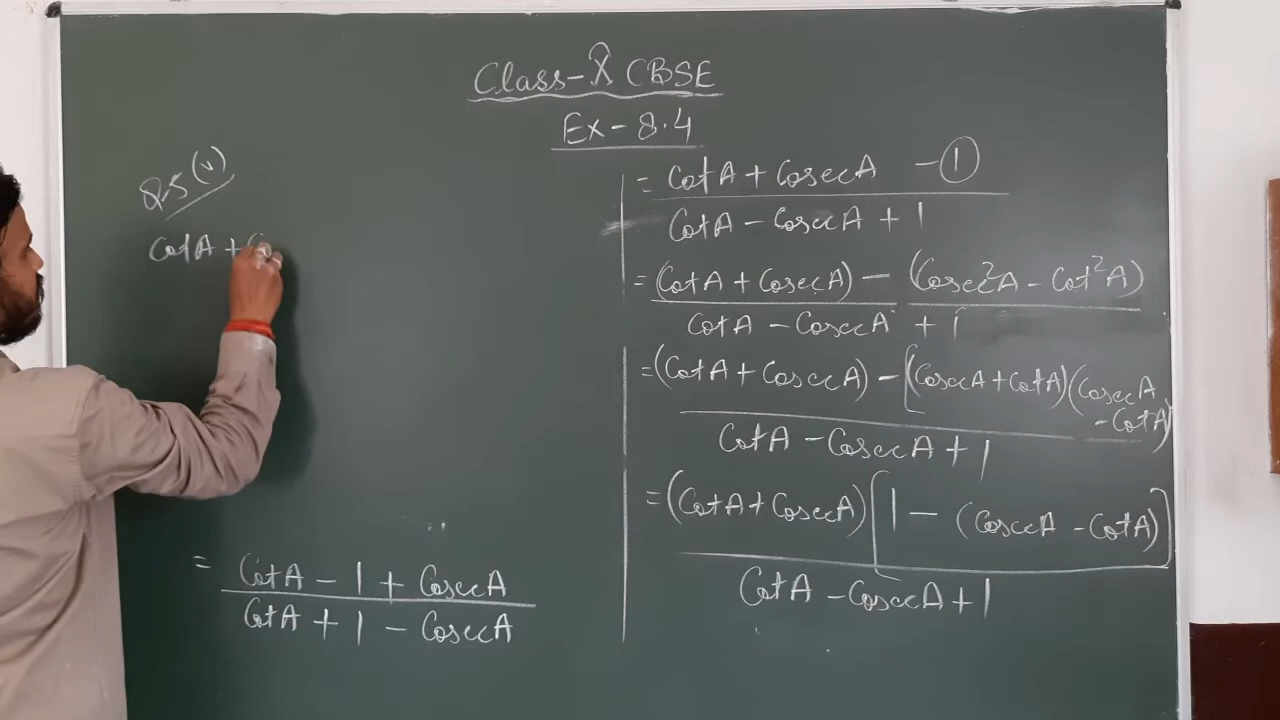 Class-X CBSE
Ex-8.4
Q.5 (v)
CotA +
= CotA - 1 + CosecA
CotA + 1 - CosecA
= CotA + CosecA - 1
CotA - CosecA + 1
= (CotA + CosecA) - (Cosec²A - Cot²A)
CotA - CosecA + 1
= (CotA + CosecA) - [(CosecA + CotA)(CosecA
- CotA)
CotA - CosecA + 1
= (CotA + CosecA) [1 - (CosecA - CotA)]
CotA - CosecA + 1